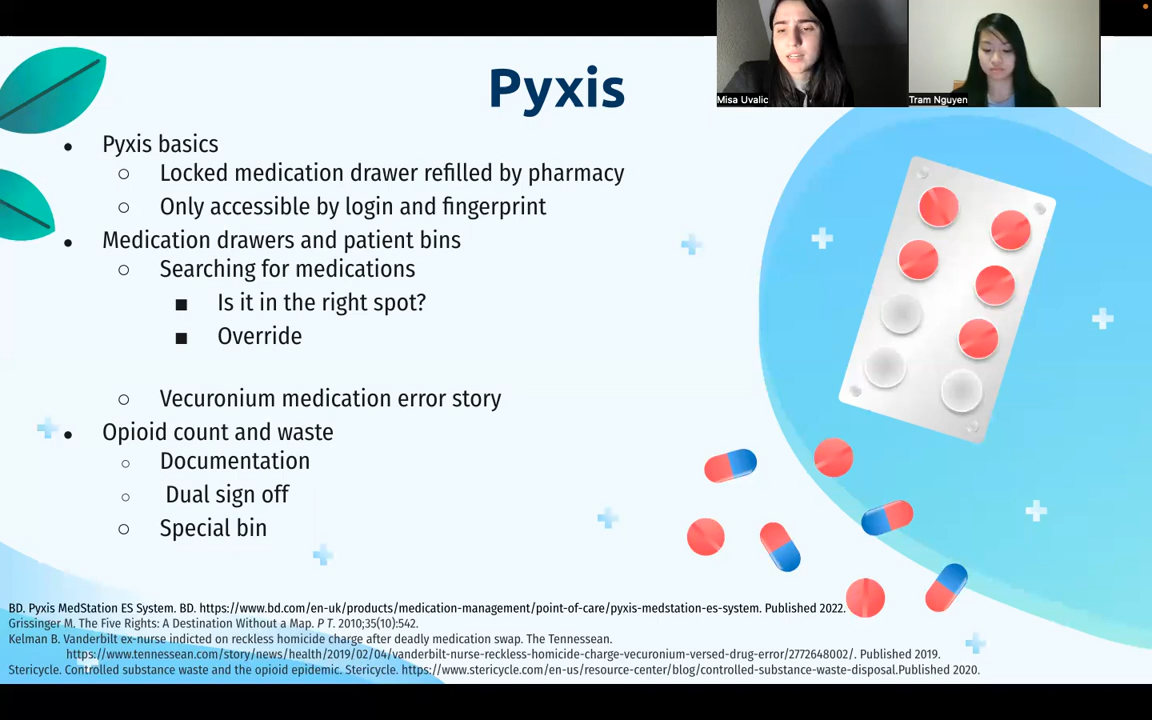 Pyxis
Misa Uvalic
Tram Nguyen
● Pyxis basics
○ Locked medication drawer refilled by pharmacy
○ Only accessible by login and fingerprint
● Medication drawers and patient bins
○ Searching for medications
■ Is it in the right spot?
■ Override
○ Vecuronium medication error story
● Opioid count and waste
○ Documentation
○ Dual sign off
○ Special bin
BD. Pyxis MedStation ES System. BD. https://www.bd.com/en-uk/products/medication-management/point-of-care/pyxis-medstation-es-system. Published 2022.
Grissinger M. The Five Rights: A Destination Without a Map. P T. 2010;35(10):542.
Kelman B. Vanderbilt ex-nurse indicted on reckless homicide charge after deadly medication swap. The Tennessean.
https://www.tennessean.com/story/news/health/2019/02/04/vanderbilt-nurse-reckless-homicide-charge-vecuronium-versed-drug-error/2772648002/. Published 2019.
Stericycle. Controlled substance waste and the opioid epidemic. Stericycle. https://www.stericycle.com/en-us/resource-center/blog/controlled-substance-waste-disposal.Published 2020.